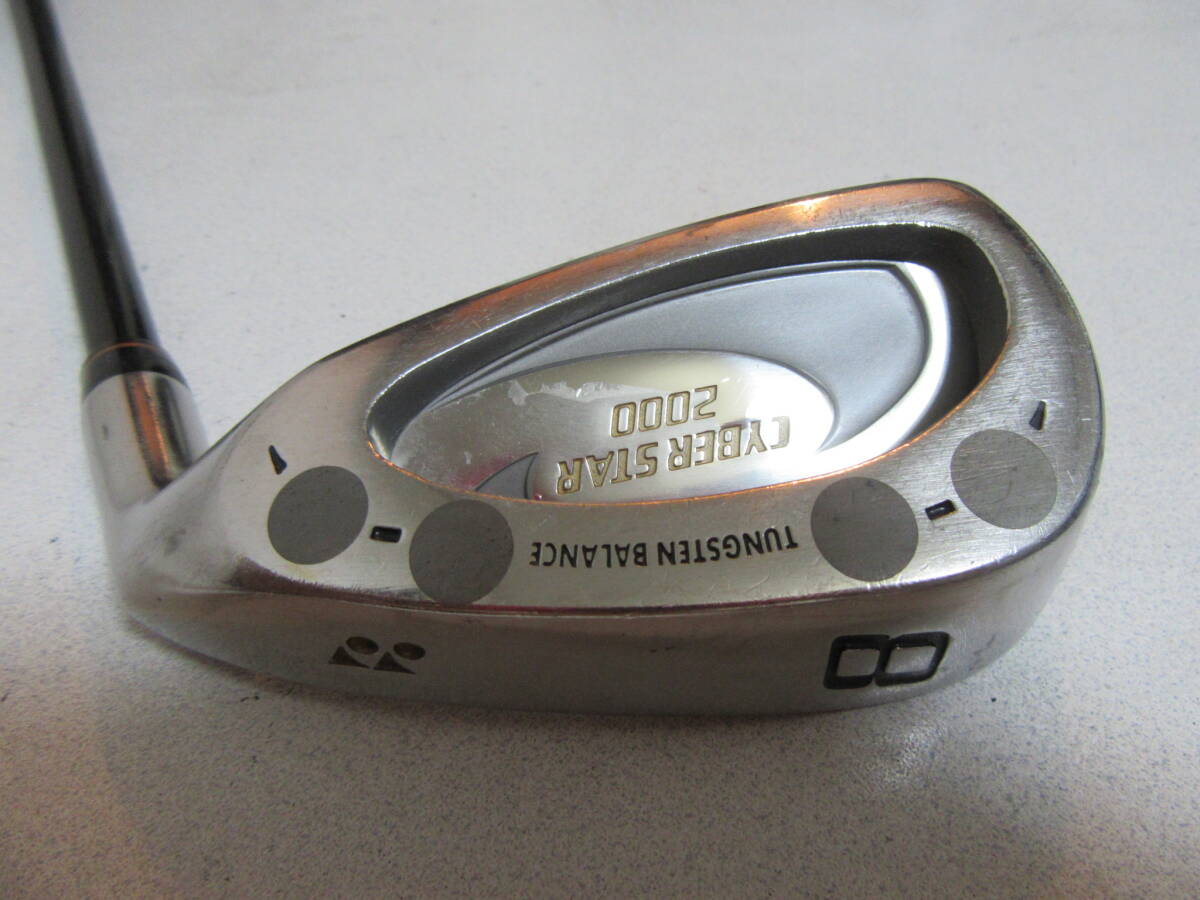 CYBER STAR
2000
TUNGSTEN BALANCE
8